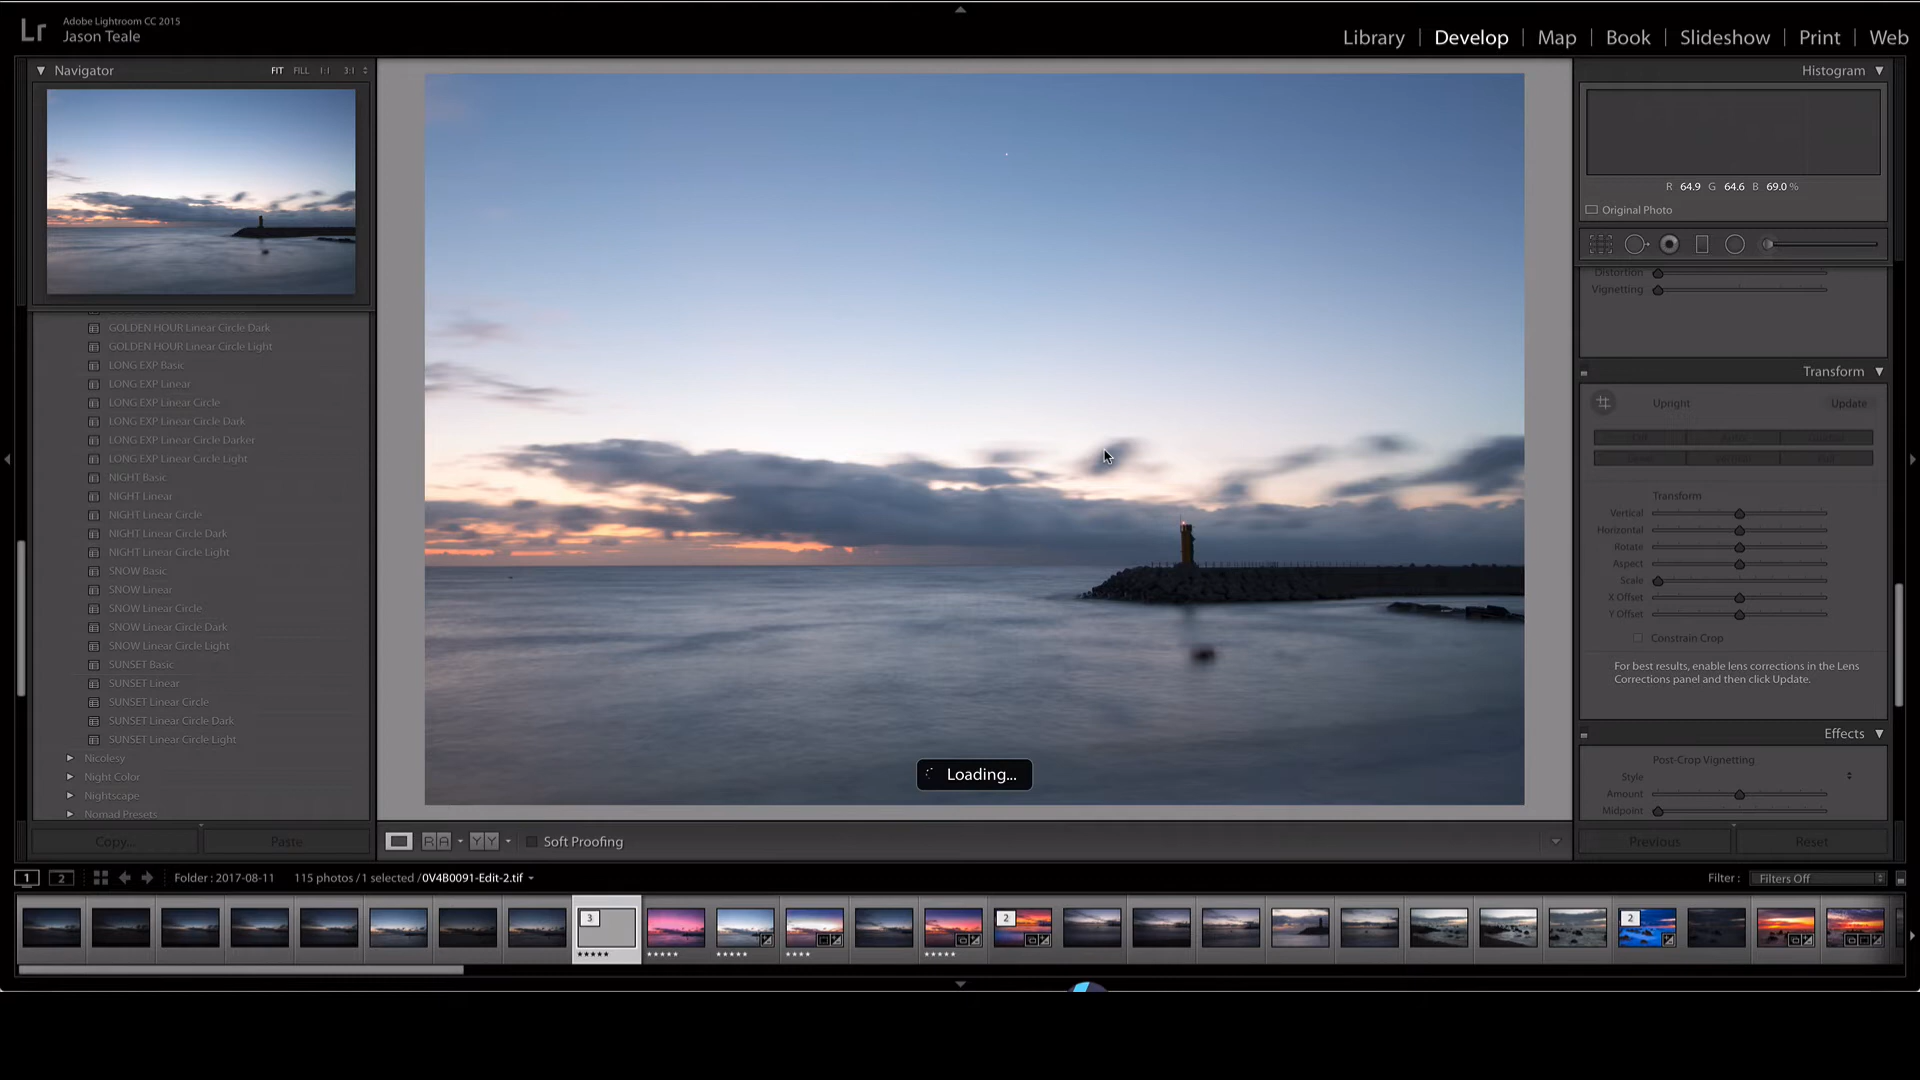 Lr
Adobe Lightroom CC 2015
Jason Teale
Library | Develop | Map | Book | Slideshow | Print | Web
Navigator
FIT FILL 1:1 3:1
GOLDEN HOUR Linear Circle Dark
GOLDEN HOUR Linear Circle Light
LONG EXP Basic
LONG EXP Linear
LONG EXP Linear Circle
LONG EXP Linear Circle Dark
LONG EXP Linear Circle Darker
LONG EXP Linear Circle Light
NIGHT Basic
NIGHT Linear
NIGHT Linear Circle
NIGHT Linear Circle Dark
NIGHT Linear Circle Light
SNOW Basic
SNOW Linear
SNOW Linear Circle
SNOW Linear Circle Dark
SNOW Linear Circle Light
SUNSET Basic
SUNSET Linear
SUNSET Linear Circle
SUNSET Linear Circle Dark
SUNSET Linear Circle Light
Nicolesy
Night Color
Nightscape
Nomad Presets
Copy...
Paste
Loading...
Histogram
R 64.9 G 64.6 B 69.0 %
Original Photo
Distortion
Vignetting
Transform
Upright
Update
Transform
Vertical
Horizontal
Rotate
Aspect
Scale
X Offset
Y Offset
Constrain Crop
For best results, enable lens corrections in the Lens
Corrections panel and then click Update.
Effects
Post-Crop Vignetting
Style
Amount
Midpoint
Previous
Reset
R A
Y Y
Soft Proofing
1 2
Folder : 2017-08-11
115 photos / 1 selected / 0V4B0091-Edit-2.tif
Filter :
Filters Off
3
2
2